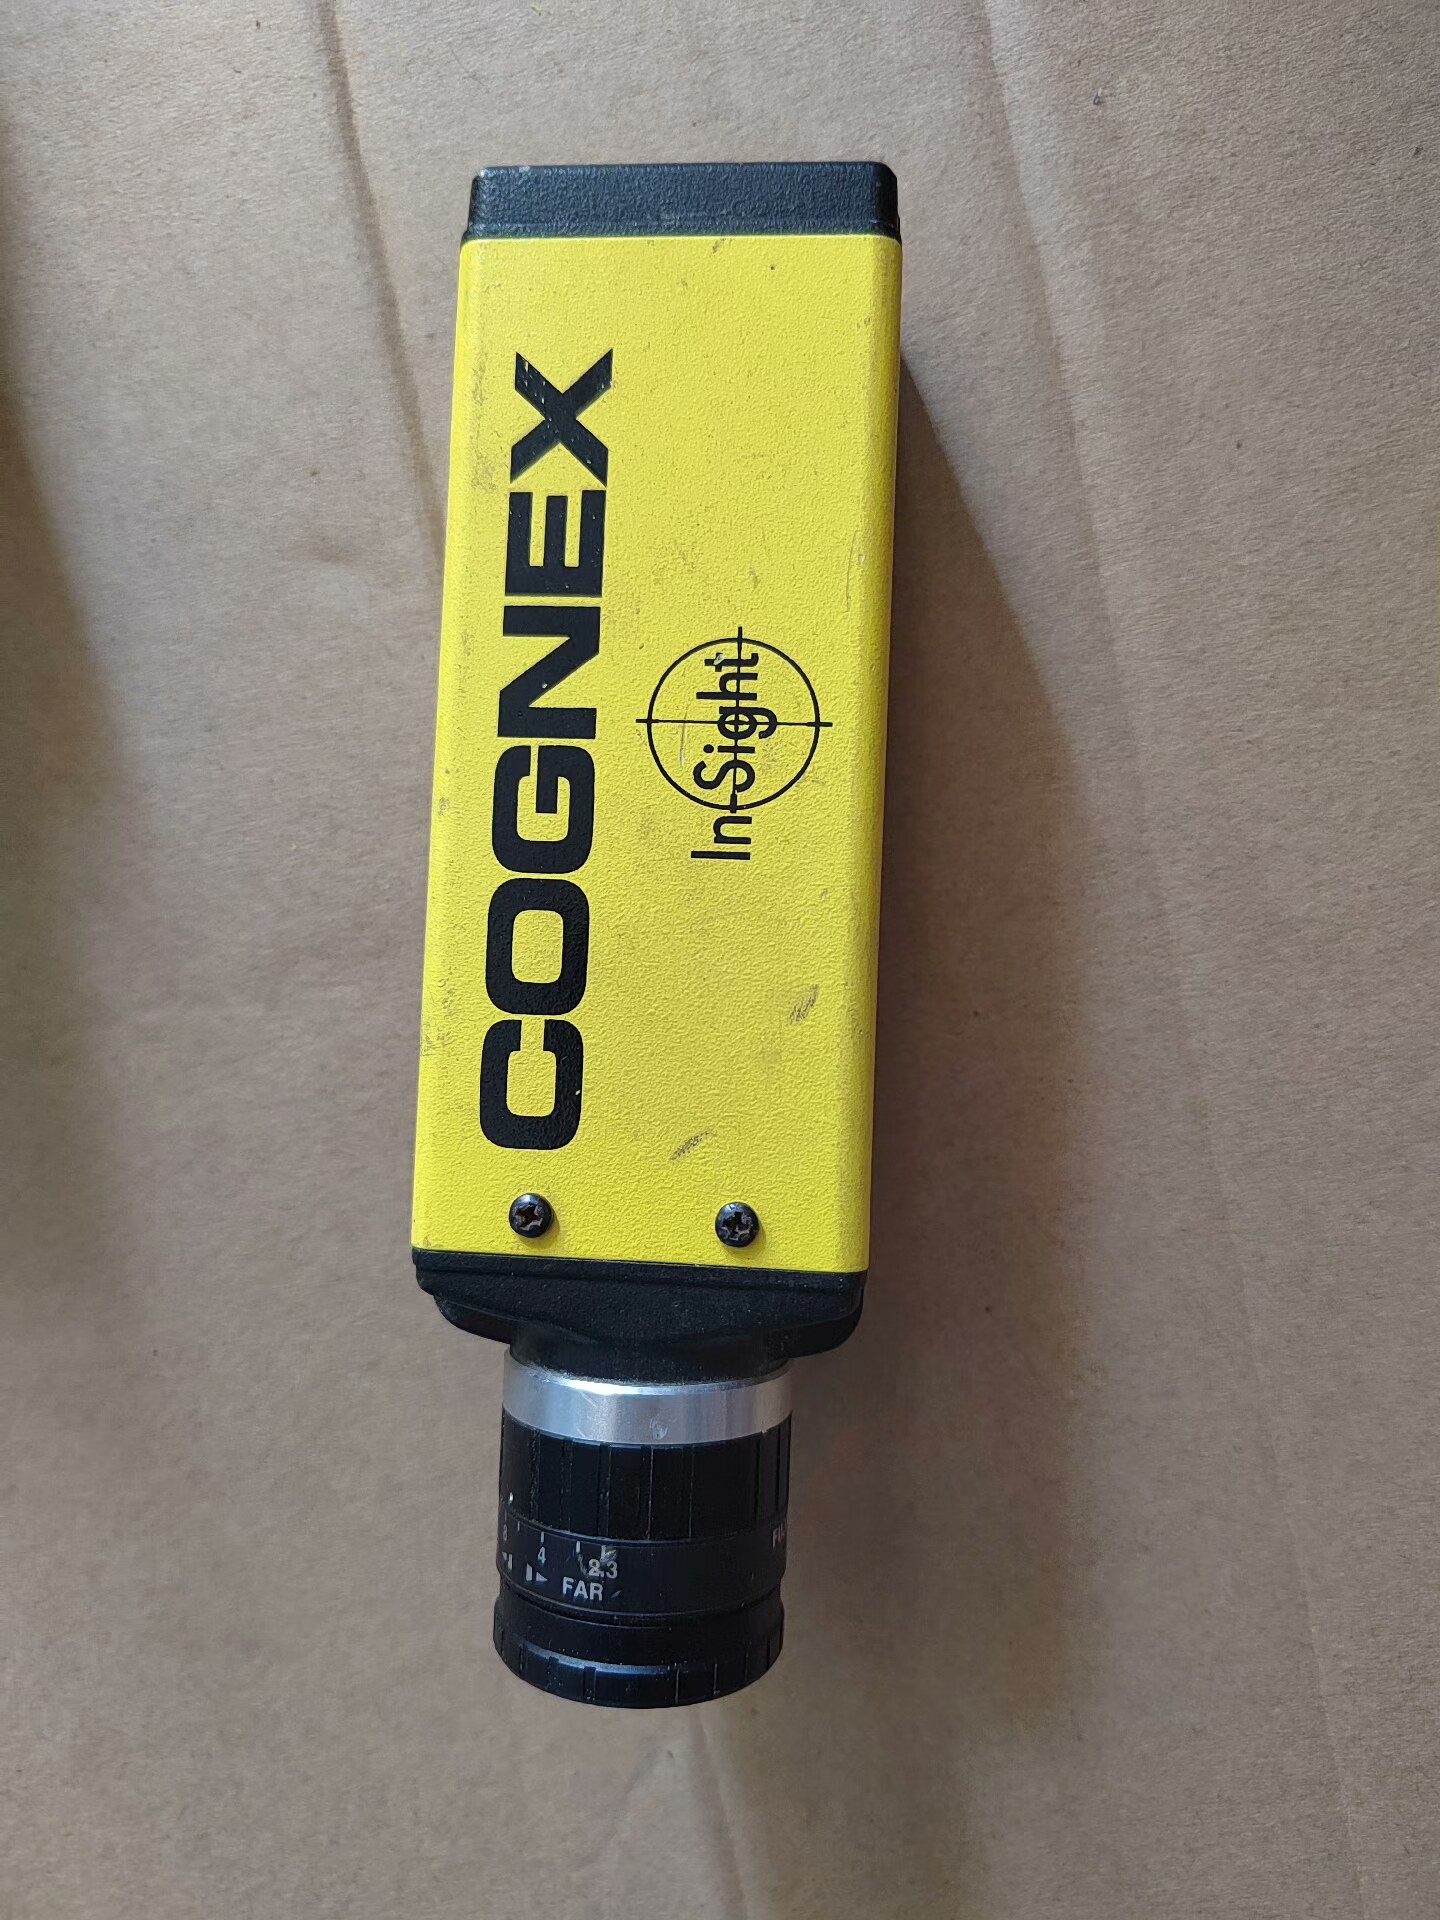 COGNEX
In-Sight
8 4 2.3
FAR